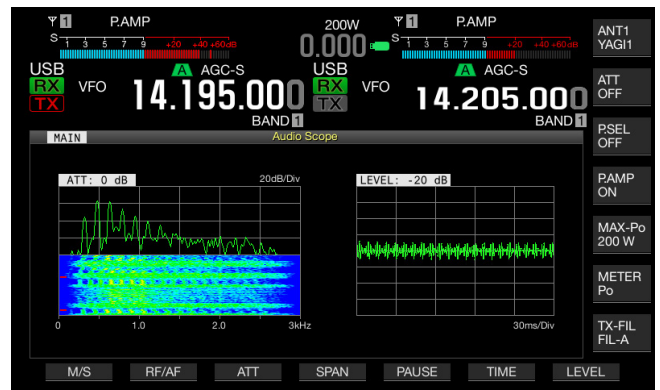 1 P.AMP 200W 1 P.AMP ANT1
YAGI1
S 1 3 5 7 9 +20 +40 +60dB 0.000 S 1 3 5 7 9 +20 +40 +60dB
USB A AGC-S USB A AGC-S ATT
OFF
RX VFO 14.195.000 RX VFO 14.205.000
TX TX
BAND 1 BAND 1
P.SEL
OFF
MAIN Audio Scope
ATT: 0 dB 20dB/Div LEVEL: -20 dB
P.AMP
ON
MAX-Po
200 W
METER
Po
0 1.0 2.0 3kHz 30ms/Div
TX-FIL
FIL-A
M/S RF/AF ATT SPAN PAUSE TIME LEVEL